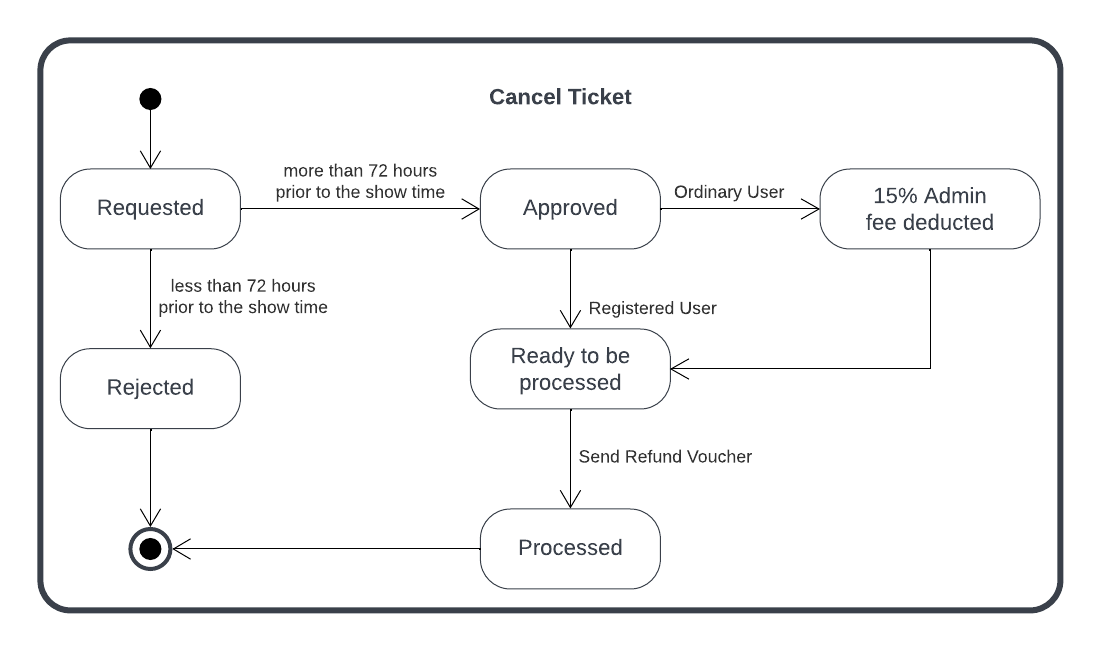 Cancel Ticket
more than 72 hours
prior to the show time
Requested
Approved
Ordinary User
15% Admin
fee deducted
less than 72 hours
prior to the show time
Registered User
Ready to be
processed
Rejected
Send Refund Voucher
Processed